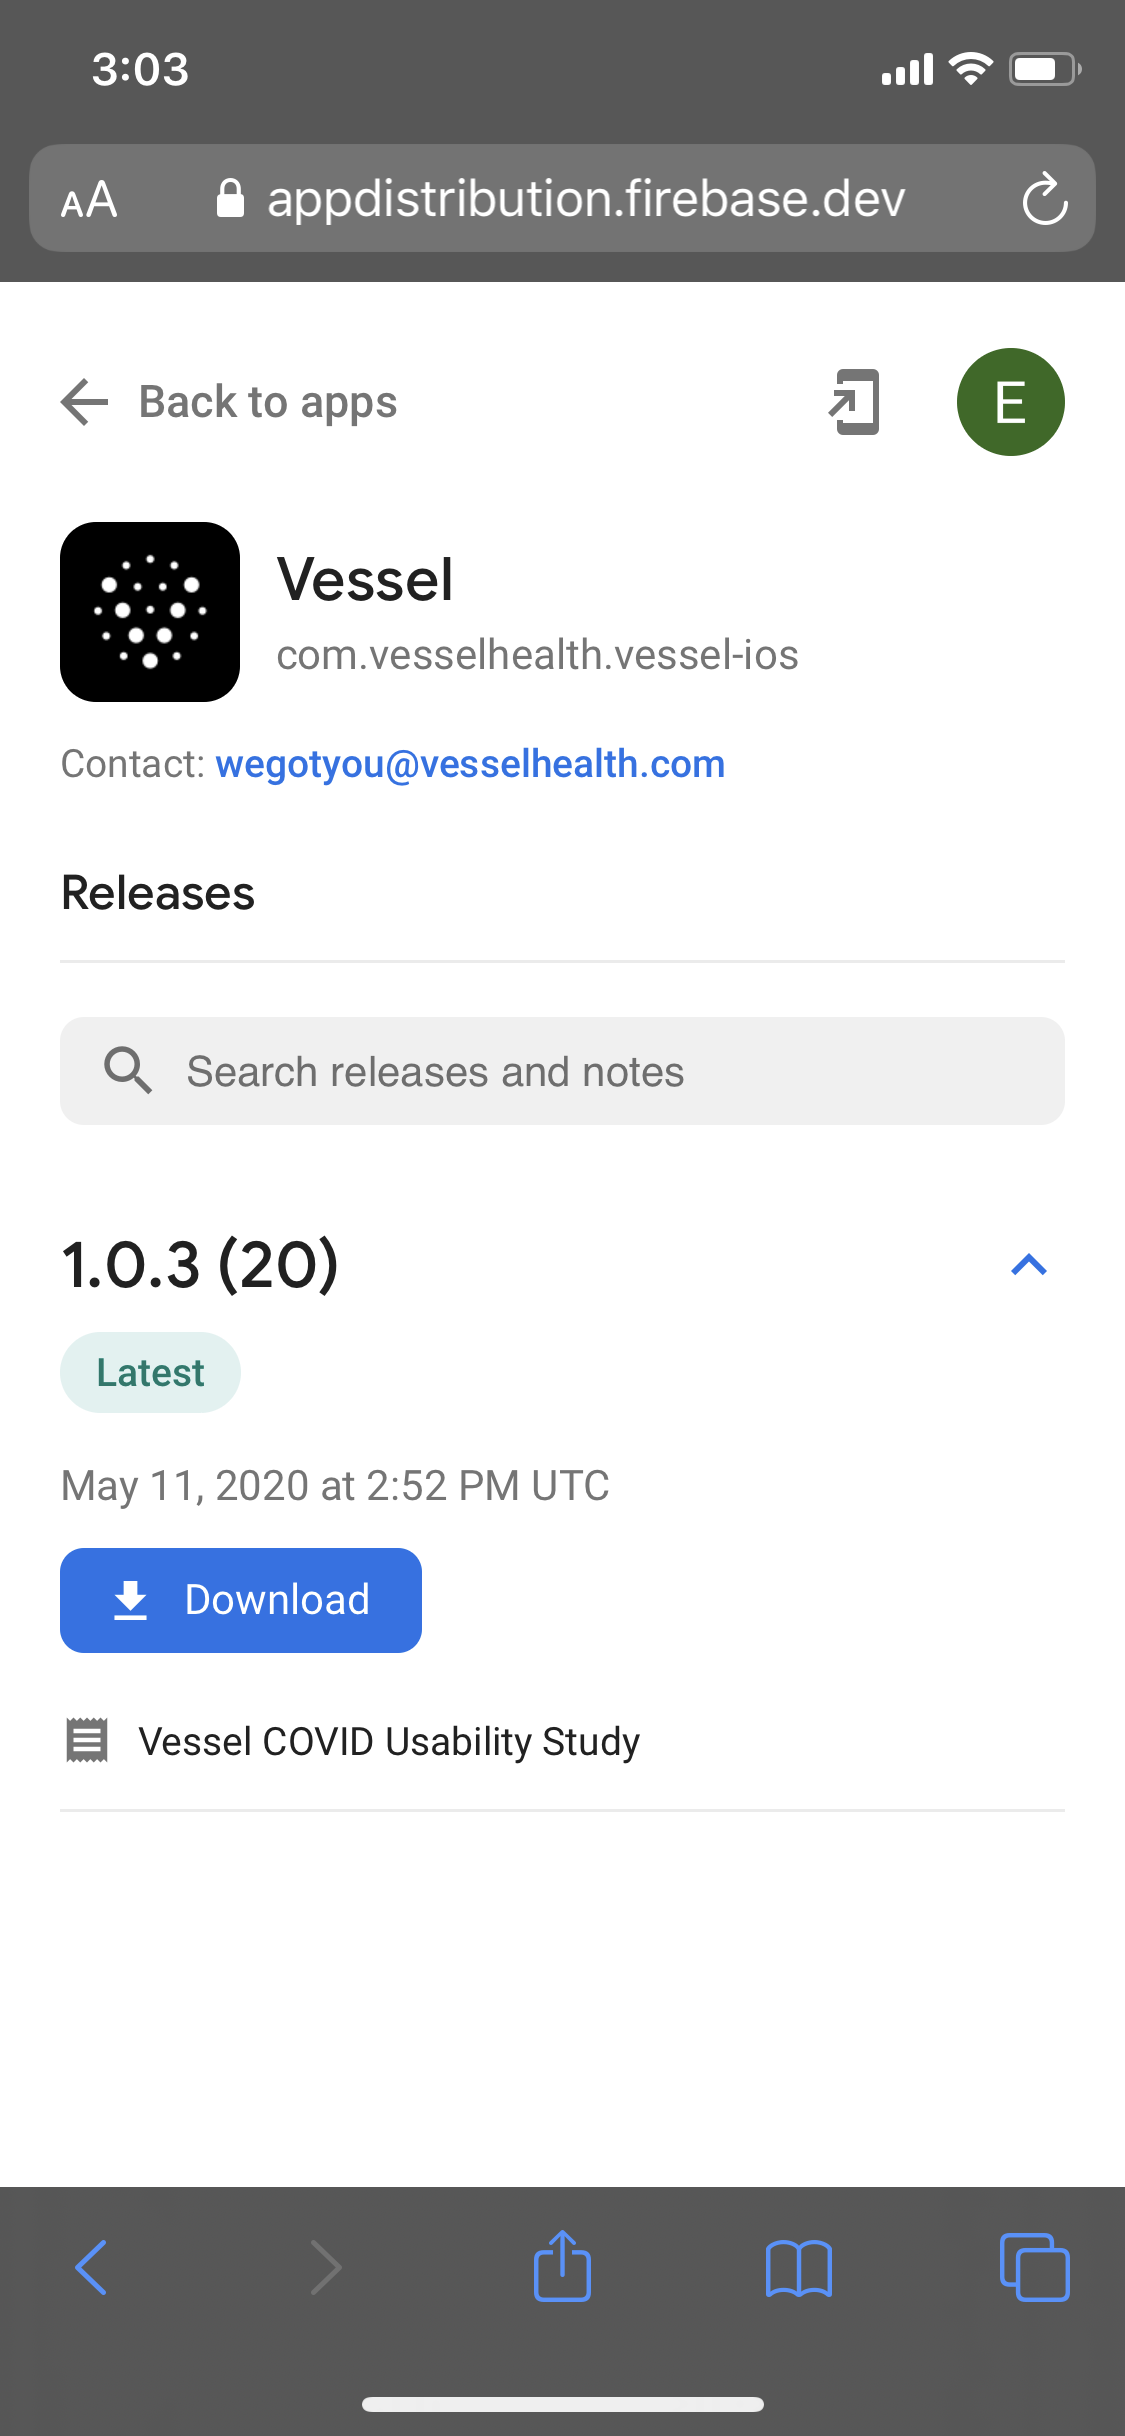 3:03
AA
appdistribution.firebase.dev
Back to apps
E
Vessel
com.vesselhealth.vessel-ios
Contact: wegotyou@vesselhealth.com
Releases
Search releases and notes
1.0.3 (20)
Latest
May 11, 2020 at 2:52 PM UTC
Download
Vessel COVID Usability Study